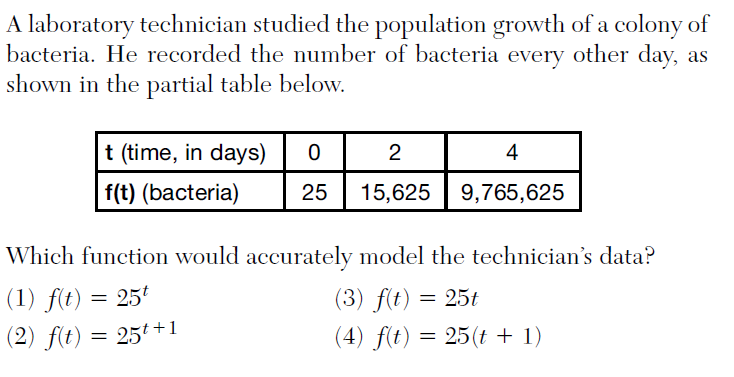 A laboratory technician studied the population growth of a colony of
bacteria. He recorded the number of bacteria every other day, as
shown in the partial table below.
t (time, in days) 0 2 4
f(t) (bacteria) 25 15,625 9,765,625
Which function would accurately model the technician's data?
(1) f(t) = 25ᵗ (3) f(t) = 25t
(2) f(t) = 25ᵗ⁺¹ (4) f(t) = 25(t + 1)